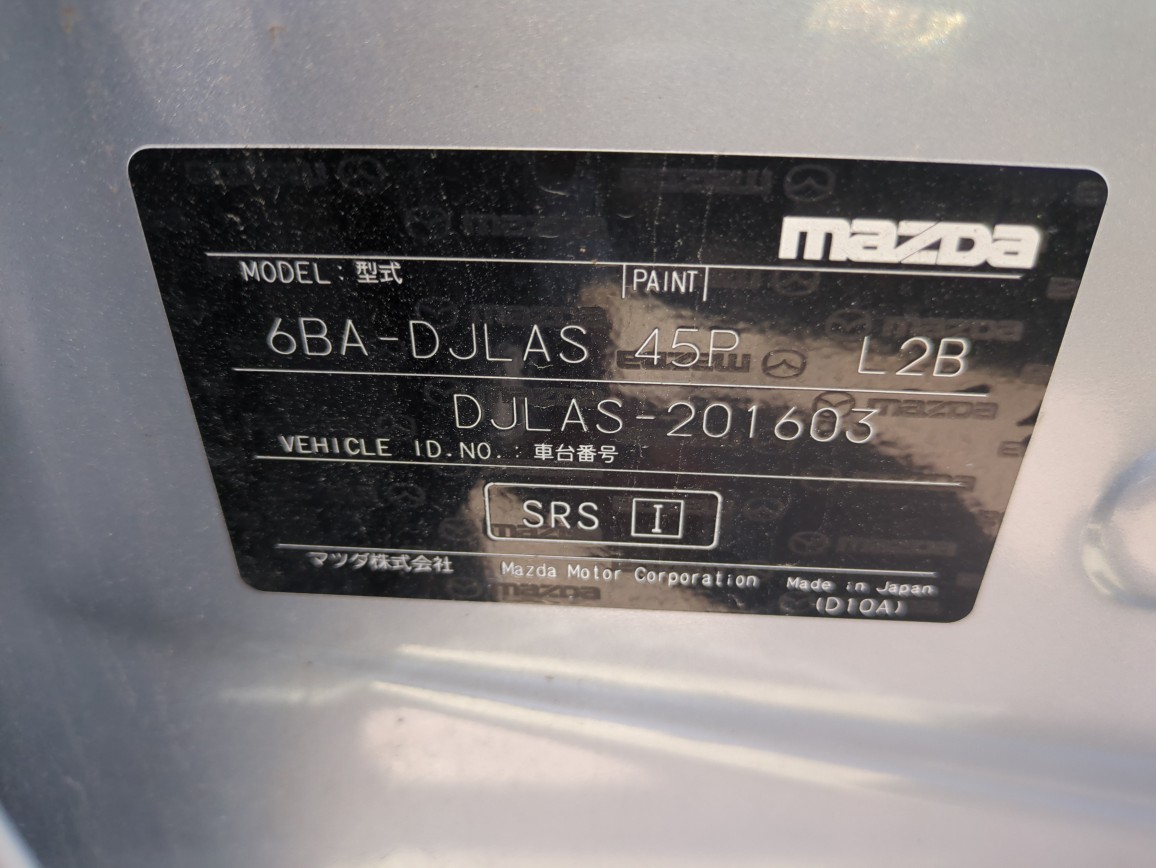 mazda
MODEL: 型式 PAINT
6BA-DJLAS 45P L2B
DJLAS-201603
VEHICLE ID.NO.: 車台番号
SRS I
マツダ株式会社 Mazda Motor Corporation Made in Japan
(D10A)